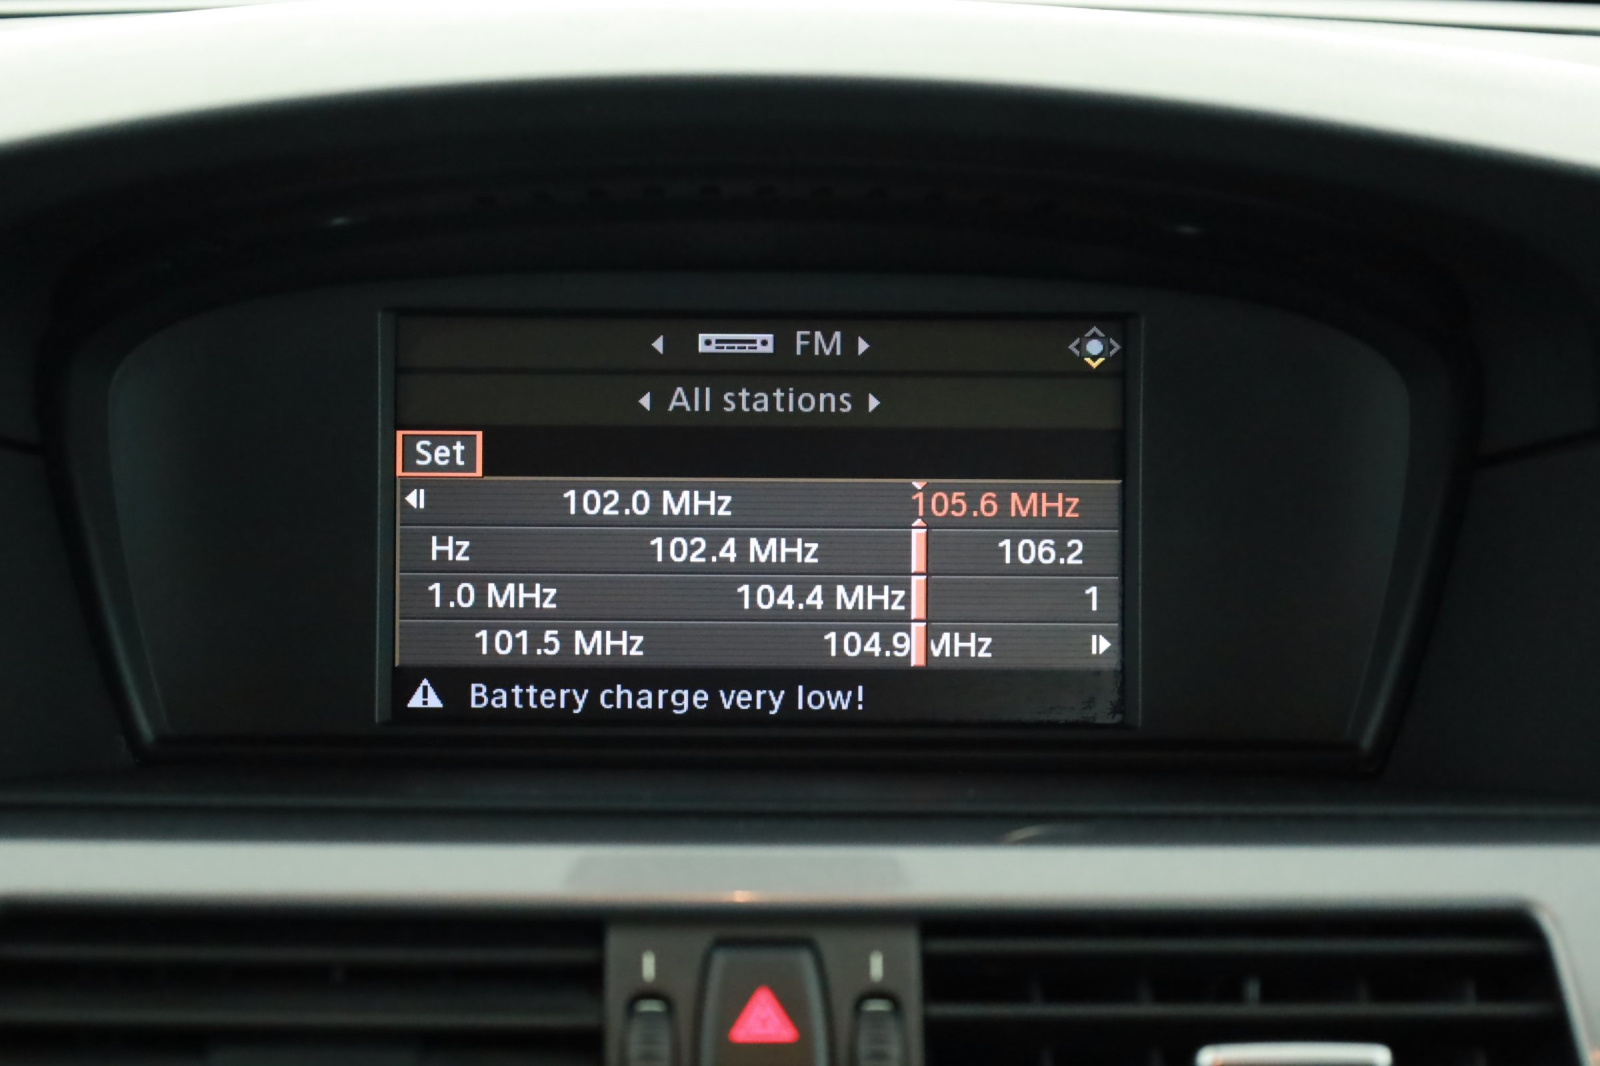 FM
All stations
Set
102.0 MHz 105.6 MHz
Hz 102.4 MHz 106.2
1.0 MHz 104.4 MHz 1
101.5 MHz 104.9 MHz
Battery charge very low!